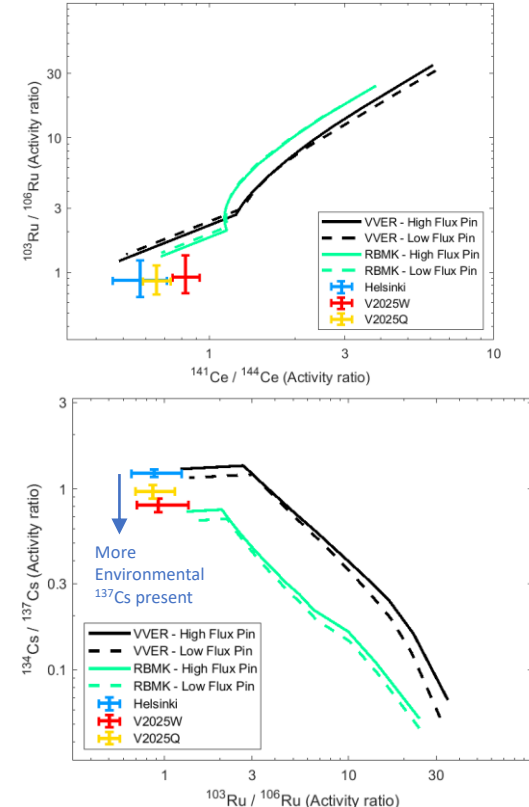 ¹⁰³Ru / ¹⁰⁶Ru (Activity ratio)
30
10
3
1
VVER - High Flux Pin
VVER - Low Flux Pin
RBMK - High Flux Pin
RBMK - Low Flux Pin
Helsinki
V2025W
V2025Q
1
3
10
¹⁴¹Ce / ¹⁴⁴Ce (Activity ratio)
¹³⁴Cs / ¹³⁷Cs (Activity ratio)
3
1
0.3
0.1
More
Environmental
¹³⁷Cs present
VVER - High Flux Pin
VVER - Low Flux Pin
RBMK - High Flux Pin
RBMK - Low Flux Pin
Helsinki
V2025W
V2025Q
1
3
10
30
¹⁰³Ru / ¹⁰⁶Ru (Activity ratio)